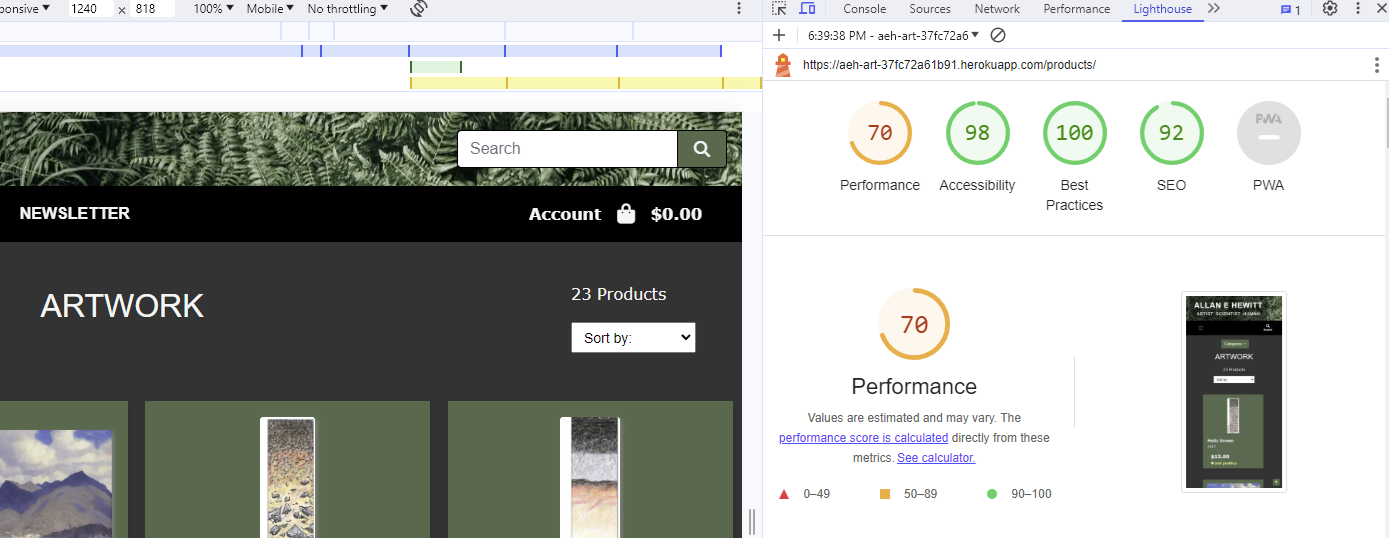 ponsive 1240 × 818 100% Mobile No throttling
Search
NEWSLETTER
Account $0.00
ARTWORK
23 Products
Sort by:
Console Sources Network Performance Lighthouse 1
6:39:38 PM - aeh-art-37fc72a6
https://aeh-art-37fc72a61b91.herokuapp.com/products/
70 98 100 92 PWA
Performance Accessibility Best Practices SEO PWA
70
Performance
Values are estimated and may vary. The
performance score is calculated directly from these
metrics. See calculator.
0–49 50–89 90–100
ALLAN E HEWITT
ARTIST SCIENTIST HUMAN
Categories
ARTWORK
23 Products
$15.00